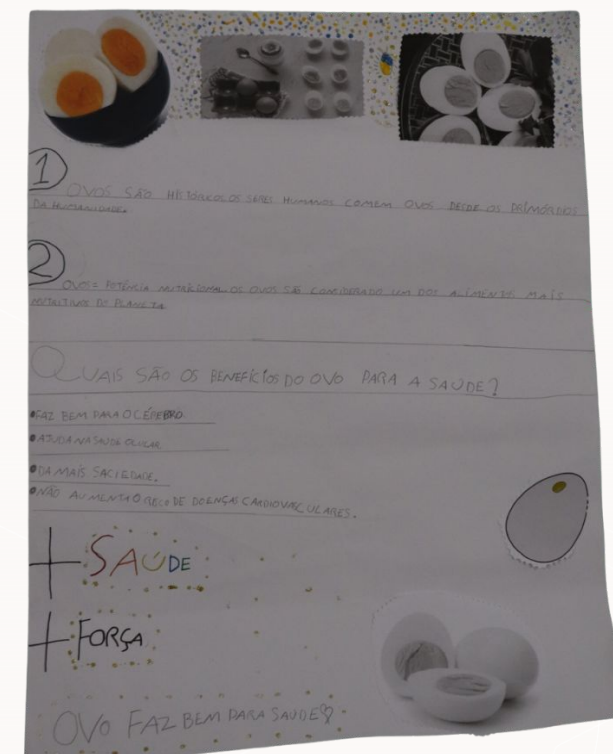 1
OVOS SÃO HISTÓRICOS OS SERES HUMANOS COMEM OVOS DESDE OS PRIMÓRDIOS
DA HUMANIDADE.
2
OVOS= POTÊNCIA NUTRICIONAL OS OVOS SÃO CONSIDERADO UM DOS ALIMENTE MAIS
NUTRITIVOS DO PLANETA
QUAIS SÃO OS BENEFÍCIOS DO OVO PARA A SAÚDE?
•FAZ BEM PARA O CÉREBRO.
•AJUDA NA SAÚDE OCULAR
•DA MAIS SACIEDADE.
•NÃO AUMENTA O RISCO DE DOENÇAS CARDIOVASCULARES.
+ SAÚDE
+ FORÇA
OVO FAZ BEM PARA SAÚDE